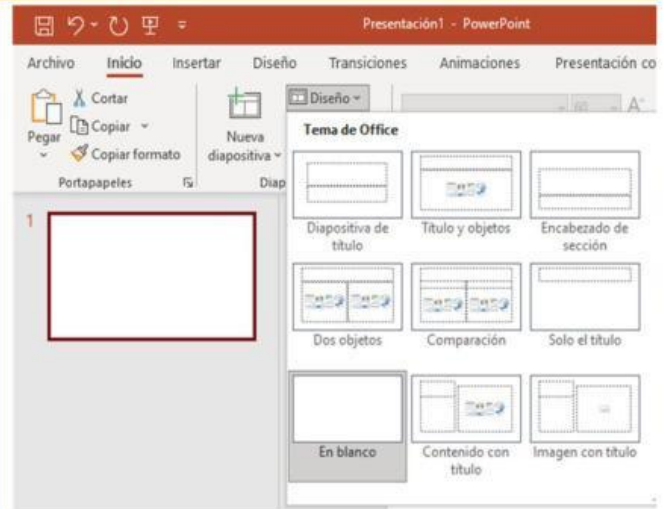 Presentación1 - PowerPoint
Archivo Inicio Insertar Diseño Transiciones Animaciones Presentación co
Pegar
Cortar
Copiar
Copiar formato
Portapapeles
Nueva
diapositiva
Diap
Diseño
Tema de Office
Diapositiva de
título
Título y objetos
Encabezado de
sección
Dos objetos
Comparación
Solo el título
En blanco
Contenido con
título
Imagen con título
1